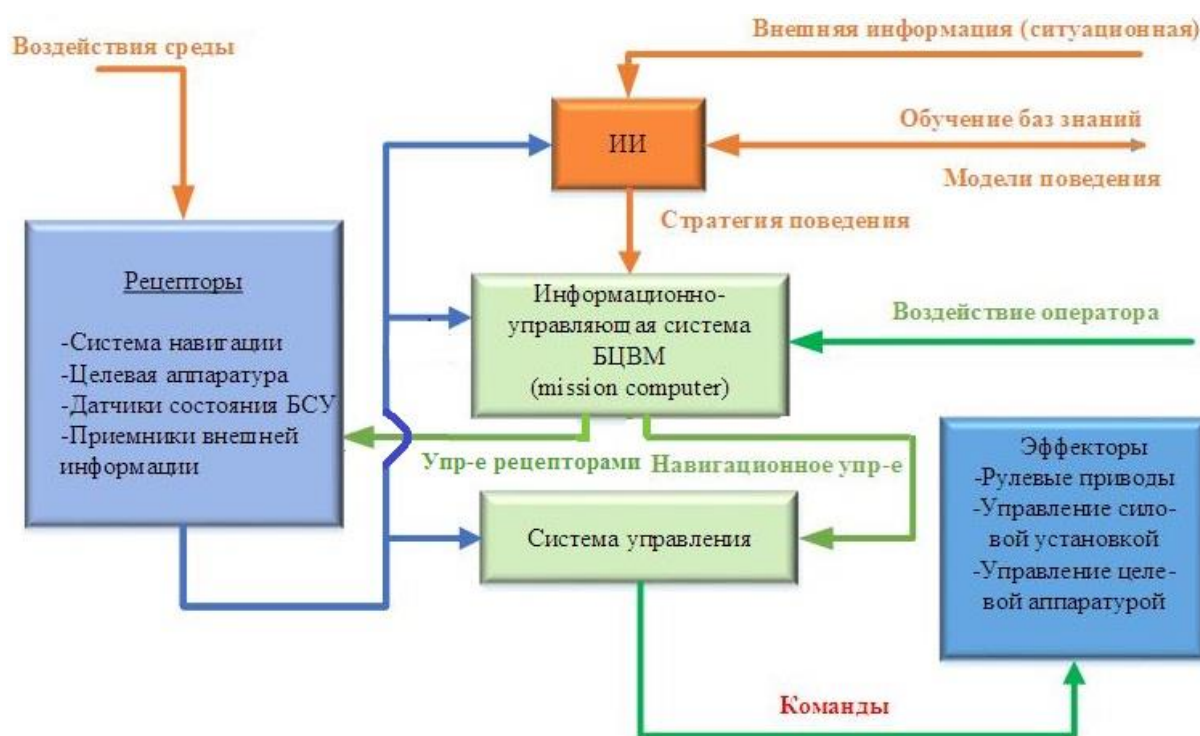 Воздействия среды
Внешняя информация (ситуационная)
ИИ
Обучение баз знаний
Модели поведения
Стратегия поведения
Рецепторы
-Система навигации
-Целевая аппаратура
-Датчики состояния БСУ
-Приемники внешней
информации
Информационно-
управляющая система
БЦВМ
(mission computer)
Воздействие оператора
Упр-е рецепторами
Навигационное упр-е
Система управления
Эффекторы
-Рулевые приводы
-Управление сило-
вой установкой
-Управление целе-
вой аппаратурой
Команды